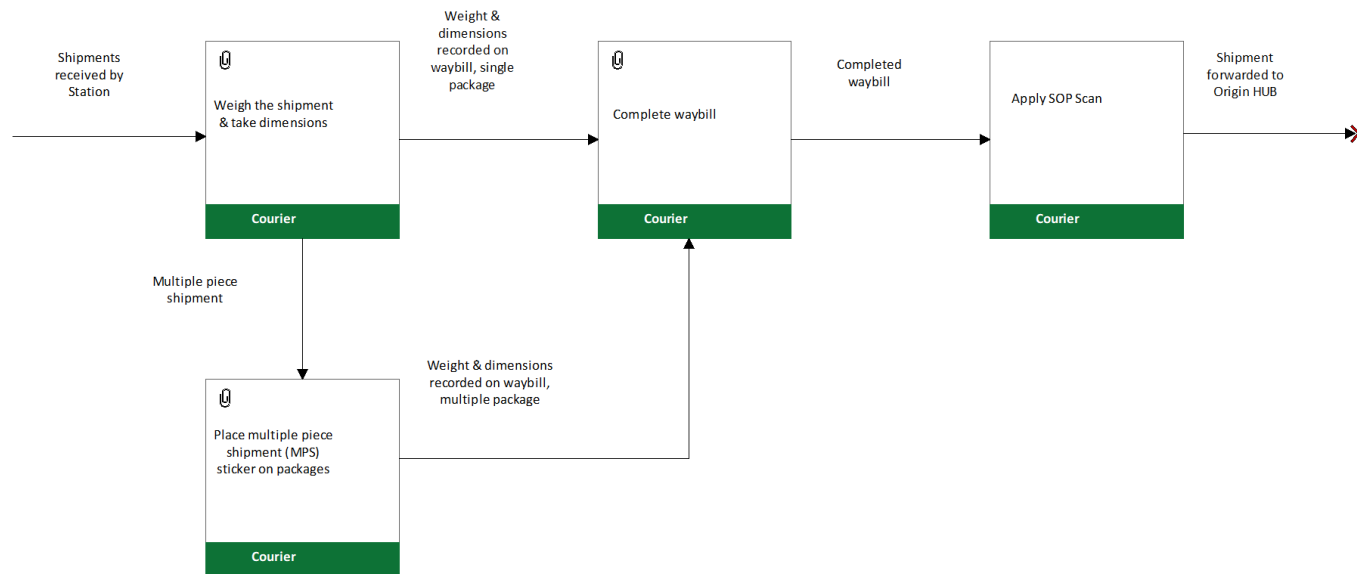 Shipments
received by
Station
Weigh the shipment
& take dimensions
Courier
Weight &
dimensions
recorded on
waybill, single
package
Complete waybill
Courier
Completed
waybill
Apply SOP Scan
Courier
Shipment
forwarded to
Origin HUB
Multiple piece
shipment
Place multiple piece
shipment (MPS)
sticker on packages
Courier
Weight & dimensions
recorded on waybill,
multiple package